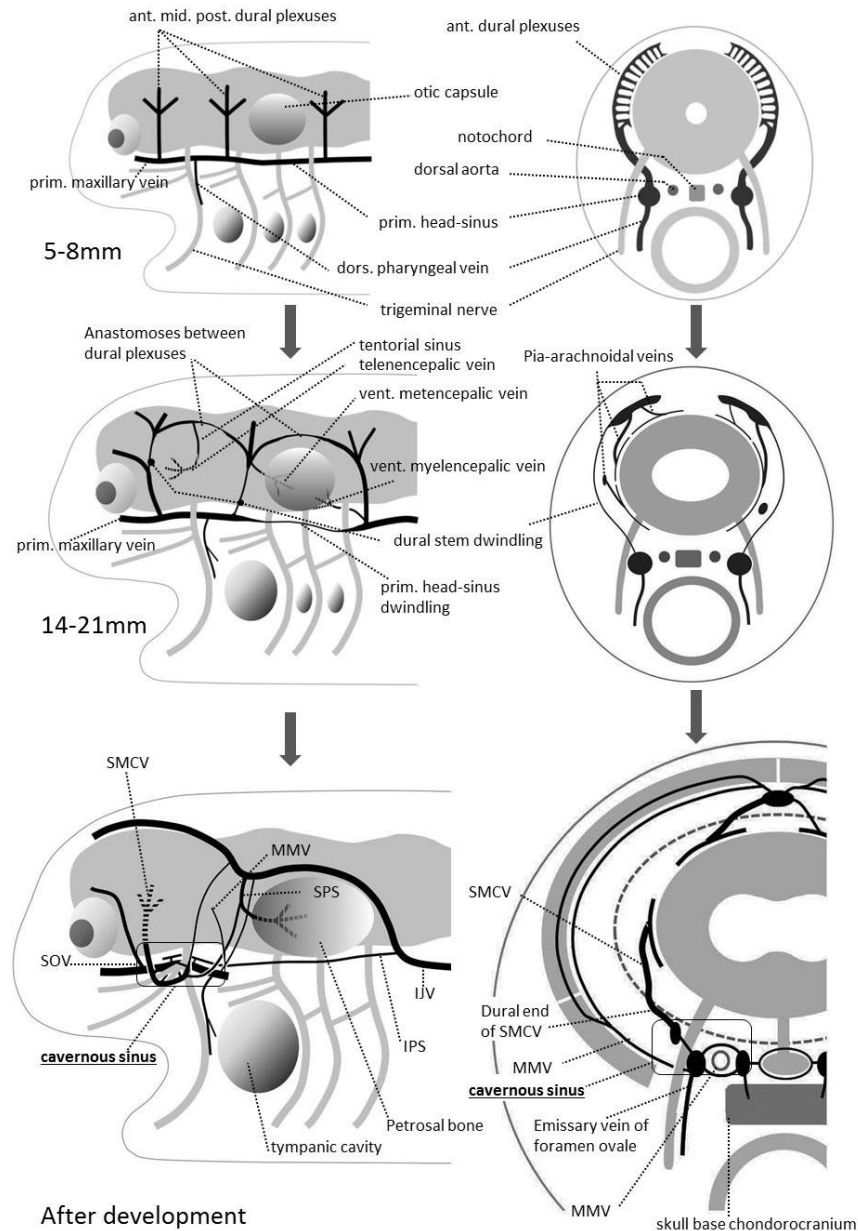 ant. mid. post. dural plexuses
ant. dural plexuses
otic capsule
notochord
dorsal aorta
prim. maxillary vein
prim. head-sinus
5-8mm
dors. pharyngeal vein
trigeminal nerve
Anastomoses between
dural plexuses
tentorial sinus
telenencepalic vein
vent. metencepalic vein
Pia-arachnoidal veins
vent. myelencepalic vein
prim. maxillary vein
dural stem dwindling
prim. head-sinus
dwindling
14-21mm
SMCV
MMV
SPS
SMCV
SOV
IJV
Dural end
of SMCV
IPS
MMV
cavernous sinus
cavernous sinus
Petrosal bone
Emissary vein of
foramen ovale
tympanic cavity
MMV
After development
skull base chondorocranium